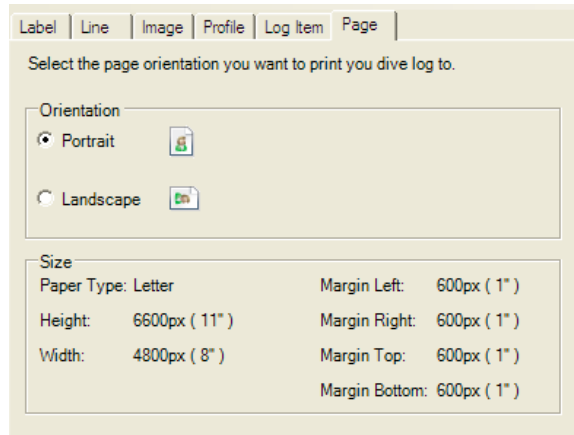 Label Line Image Profile Log Item Page
Select the page orientation you want to print you dive log to.
Orientation
Portrait
Landscape
Size
Paper Type: Letter Margin Left: 600px ( 1" )
Height: 6600px ( 11" ) Margin Right: 600px ( 1" )
Width: 4800px ( 8" ) Margin Top: 600px ( 1" )
Margin Bottom: 600px ( 1" )